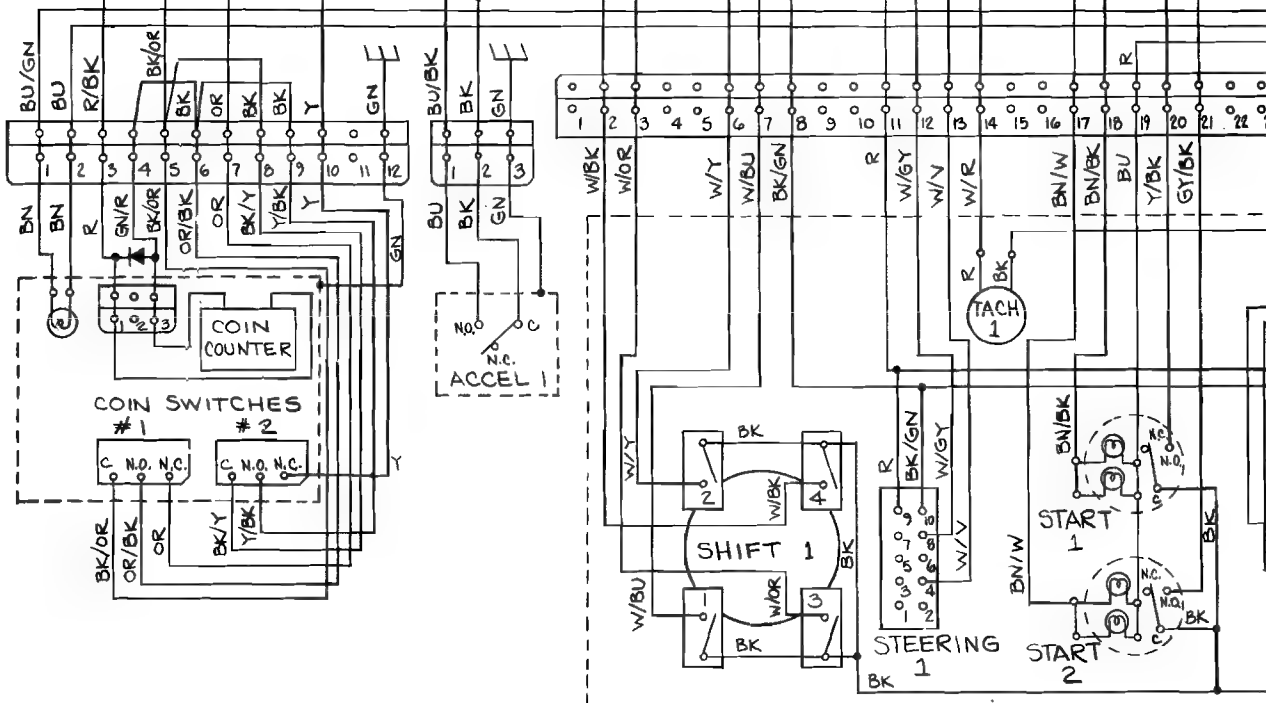 BU/GN
BU
R/BK
BK/OR
BK
OR
BK
BK
Y
GN
BU/BK
BK
GN
R
1 2 3 4 5 6 7 8 9 10 11 12
1 2 3
1 2 3 4 5 6 7 8 9 10 11 12 13 14 15 16 17 18 19 20 21 22
BN
BN
R
GN/R
BK/OR
OR/BK
OR
BK/Y
Y/BK
Y
GN
BU
BK
GN
W/BK
W/OR
W/Y
W/BU
BK/GN
R
W/GY
W/V
W/R
BN/W
BN/BK
BU
Y/BK
GY/BK
1 2 3
COIN
COUNTER
N.O. C
N.C.
ACCEL 1
R
BK
TACH
1
COIN SWITCHES
#1 #2
C N.O. N.C.
C N.O. N.C.
Y
BK/OR
OR/BK
OR
BK/Y
Y/BK
W/Y
BK
2
4
W/BK
SHIFT 1
BK
W/BU
1
W/OR
3
BK
R
BK/GN
W/GY
9 10
7 8
5 6
3 4
1 2
W/V
STEERING
1
BK
BN/BK
N.C.
N.O.
C
START
1
BK
BN/W
N.C.
N.O.
C
BK
START
2